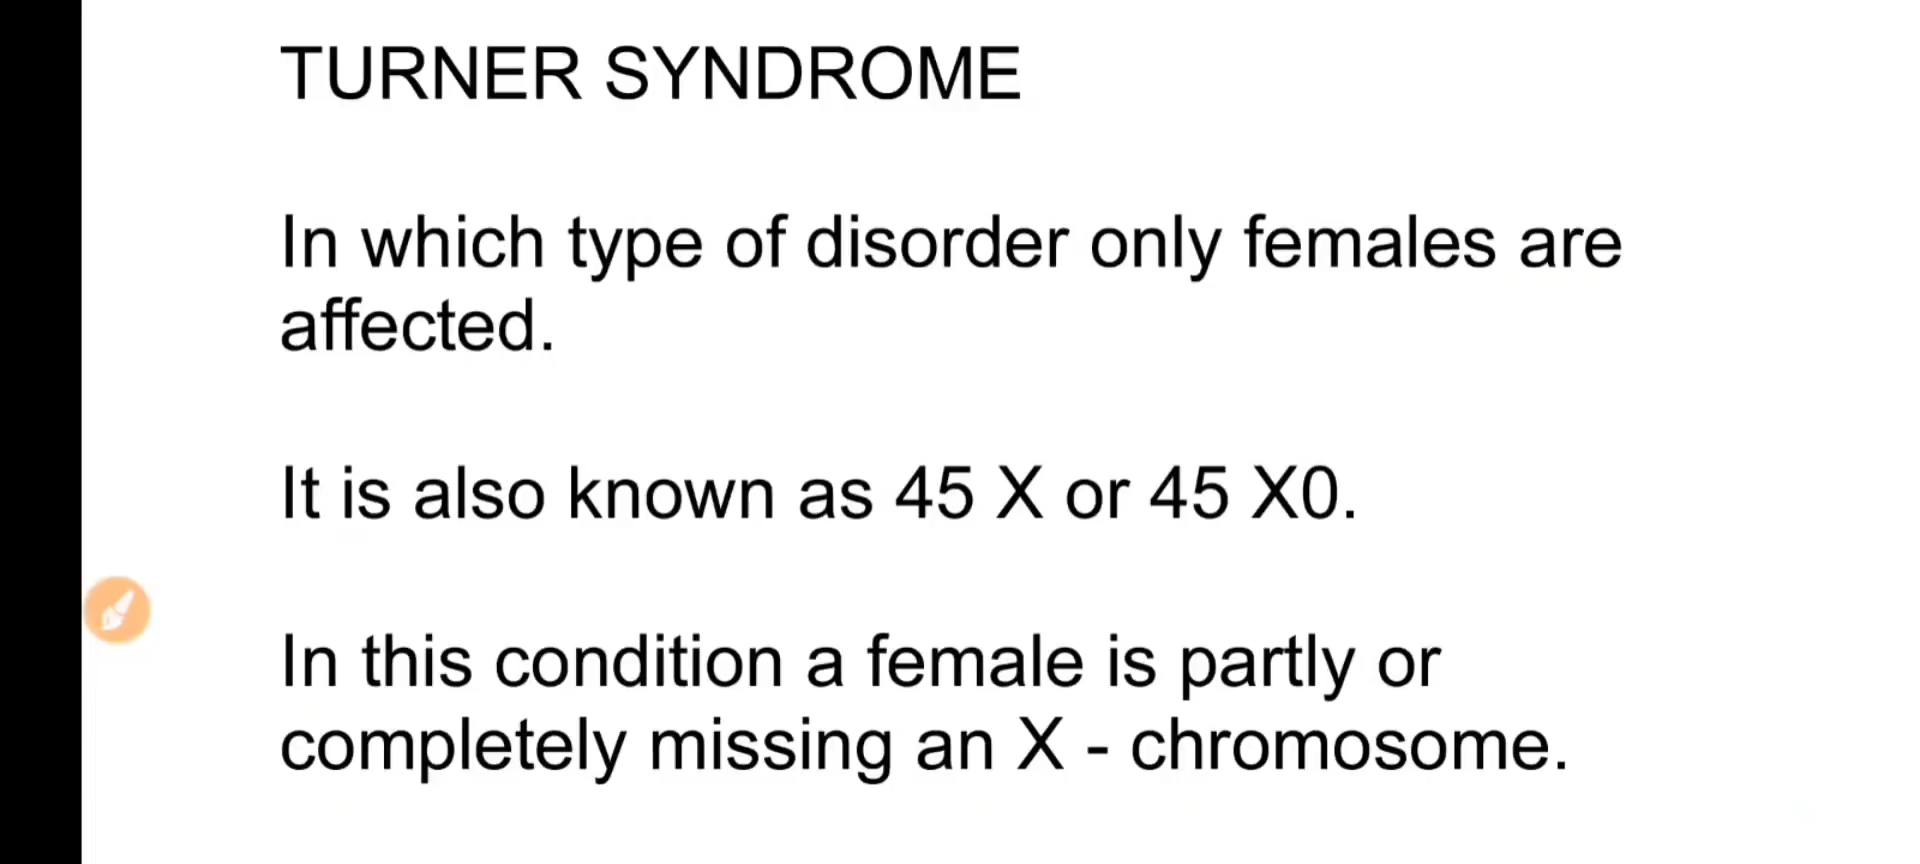 TURNER SYNDROME
In which type of disorder only females are
affected.
It is also known as 45 X or 45 X0.
In this condition a female is partly or
completely missing an X - chromosome.